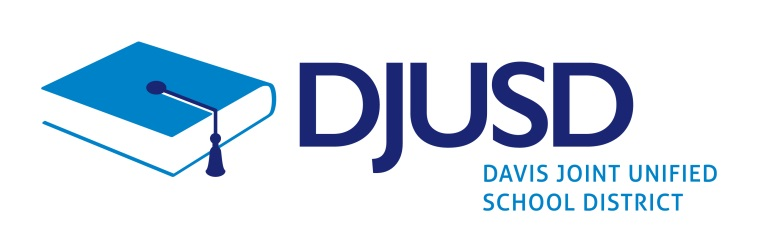 DJUSD
DAVIS JOINT UNIFIED
SCHOOL DISTRICT